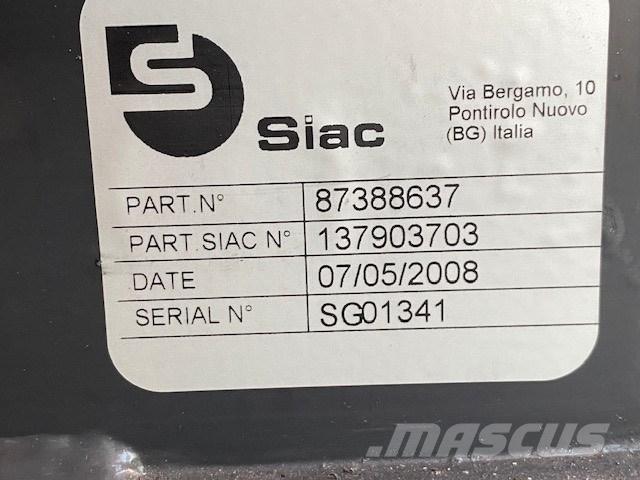 S
Siac
Via Bergamo, 10
Pontirolo Nuovo
(BG) Italia
PART.N° 87388637
PART.SIAC N° 137903703
DATE 07/05/2008
SERIAL N° SG01341
.MASCUS